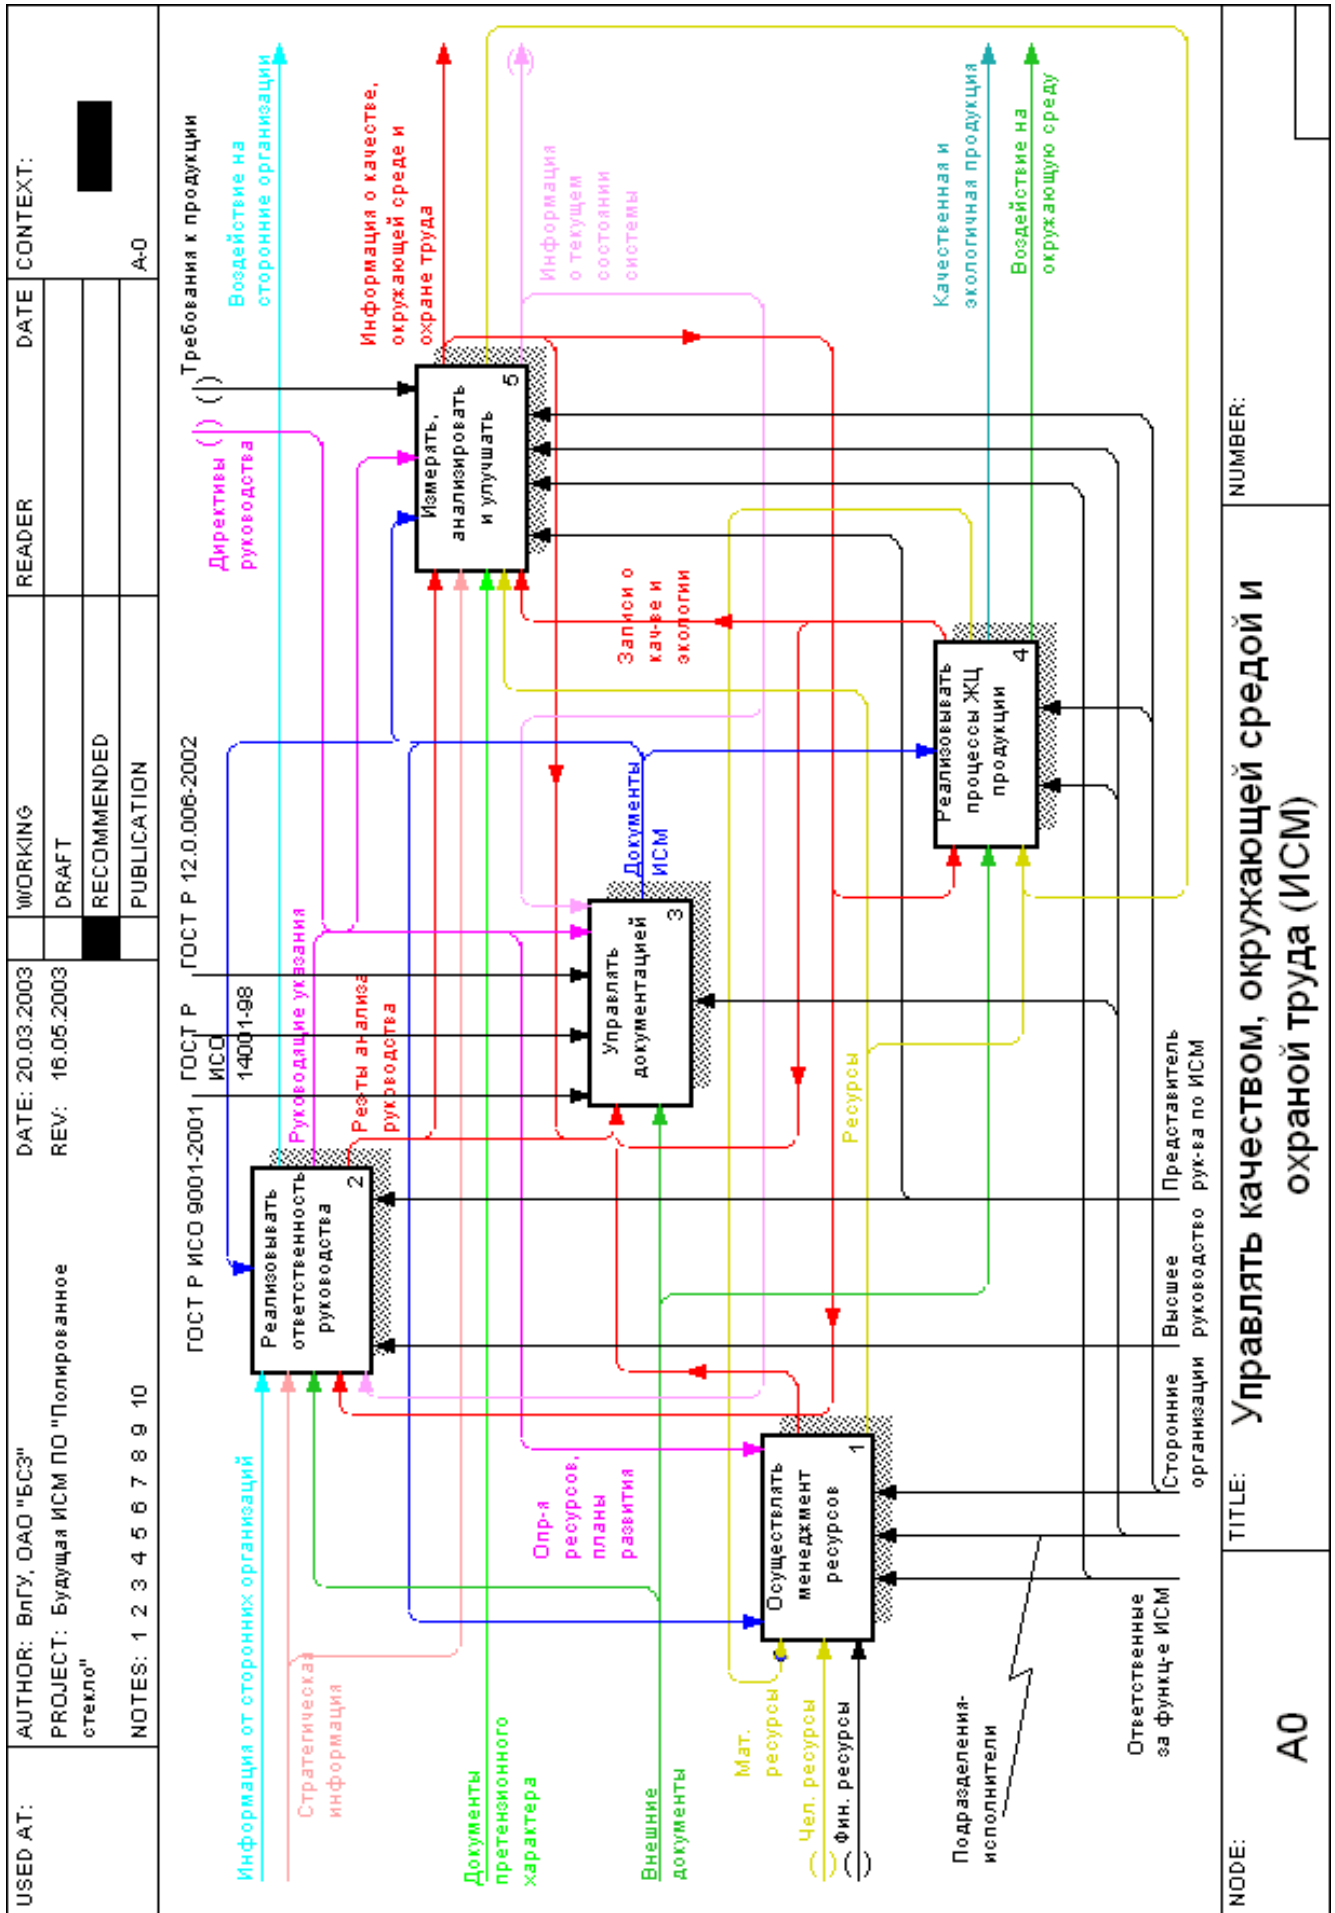 USED AT:
AUTHOR: ВлГУ, ОАО "БСЗ"
DATE: 20.03.2003
WORKING
READER
DATE
CONTEXT:
PROJECT: Будущая ИСМ ПО "Полированное
стекло"
REV: 16.05.2003
DRAFT
RECOMMENDED
NOTES: 1 2 3 4 5 6 7 8 9 10
PUBLICATION
A-0
ГОСТ Р ИСО 9001-2001
ГОСТ Р
ИСО
14001-98
ГОСТ Р 12.0.006-2002
Директивы
руководства
Требования к продукции
Информация от сторонних организаций
Стратегическая
информация
Реализовывать
ответственность
руководства
2
Руководящие указания
Рез-ты анализа
руководства
Воздействие на
сторонние организации
Информация о качестве,
окружающей среде и
охране труда
Измерять,
анализировать
и улучшать
5
Информация
о текущем
состоянии
системы
Документы
претензионного
характера
Опр-я
ресурсов,
планы
развития
Управлять
документацией
3
Документы
ИСМ
Записи о
кач-ве и
экологии
Внешние
документы
Мат.
ресурсы
Чел. ресурсы
Фин. ресурсы
Осуществлять
менеджмент
ресурсов
1
Ресурсы
Реализовывать
процессы ЖЦ
продукции
4
Качественная и
экологичная продукция
Воздействие на
окружающую среду
Подразделения-
исполнители
Ответственные
за функц-е ИСМ
Сторонние
организации
Высшее
руководство
Представитель
рук-ва по ИСМ
NODE:
A0
TITLE:
Управлять качеством, окружающей средой и
охраной труда (ИСМ)
NUMBER: